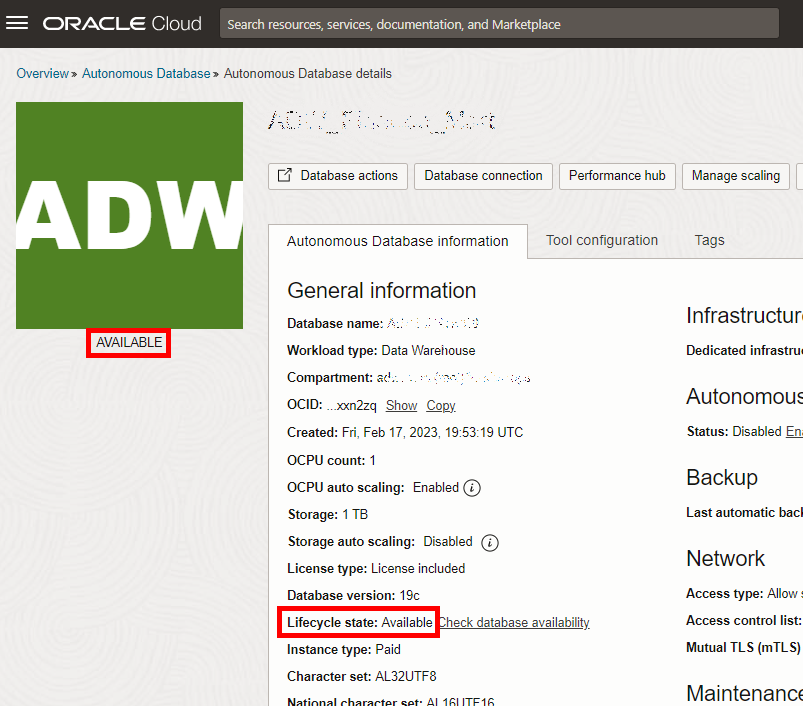 ORACLE Cloud
Search resources, services, documentation, and Marketplace
Overview » Autonomous Database » Autonomous Database details
ADW
AVAILABLE
Database actions
Database connection
Performance hub
Manage scaling
Autonomous Database information
Tool configuration
Tags
General information
Database name:
Workload type: Data Warehouse
Compartment:
OCID: ...xxn2zq Show Copy
Created: Fri, Feb 17, 2023, 19:53:19 UTC
OCPU count: 1
OCPU auto scaling: Enabled
Storage: 1 TB
Storage auto scaling: Disabled
License type: License included
Database version: 19c
Lifecycle state: Available Check database availability
Instance type: Paid
Character set: AL32UTF8
National character set: AL16UTF16
Infrastructur
Dedicated infrastru
Autonomous
Status: Disabled En
Backup
Last automatic back
Network
Access type: Allow s
Access control list:
Mutual TLS (mTLS)
Maintenance